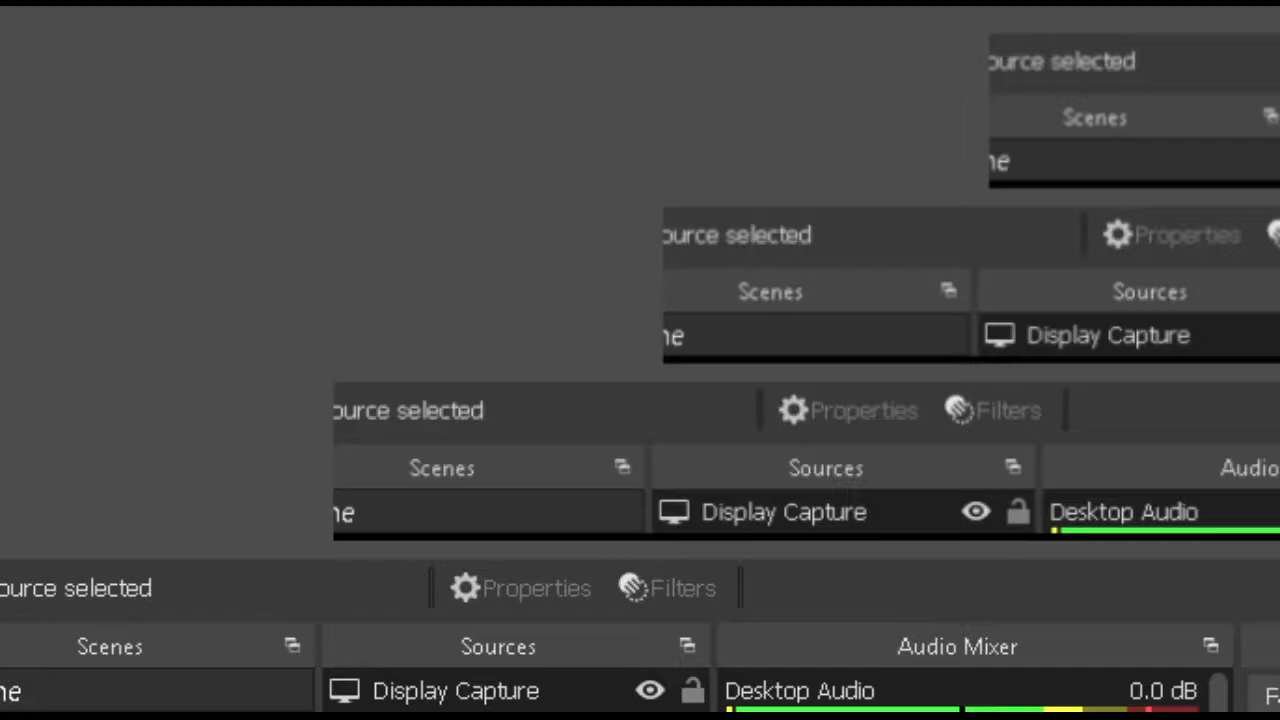 ource selected
Scenes
ne
ource selected Properties
Scenes Sources
ne Display Capture
ource selected Properties Filters
Scenes Sources Audio
ne Display Capture Desktop Audio
ource selected Properties Filters
Scenes Sources Audio Mixer
ne Display Capture Desktop Audio 0.0 dB